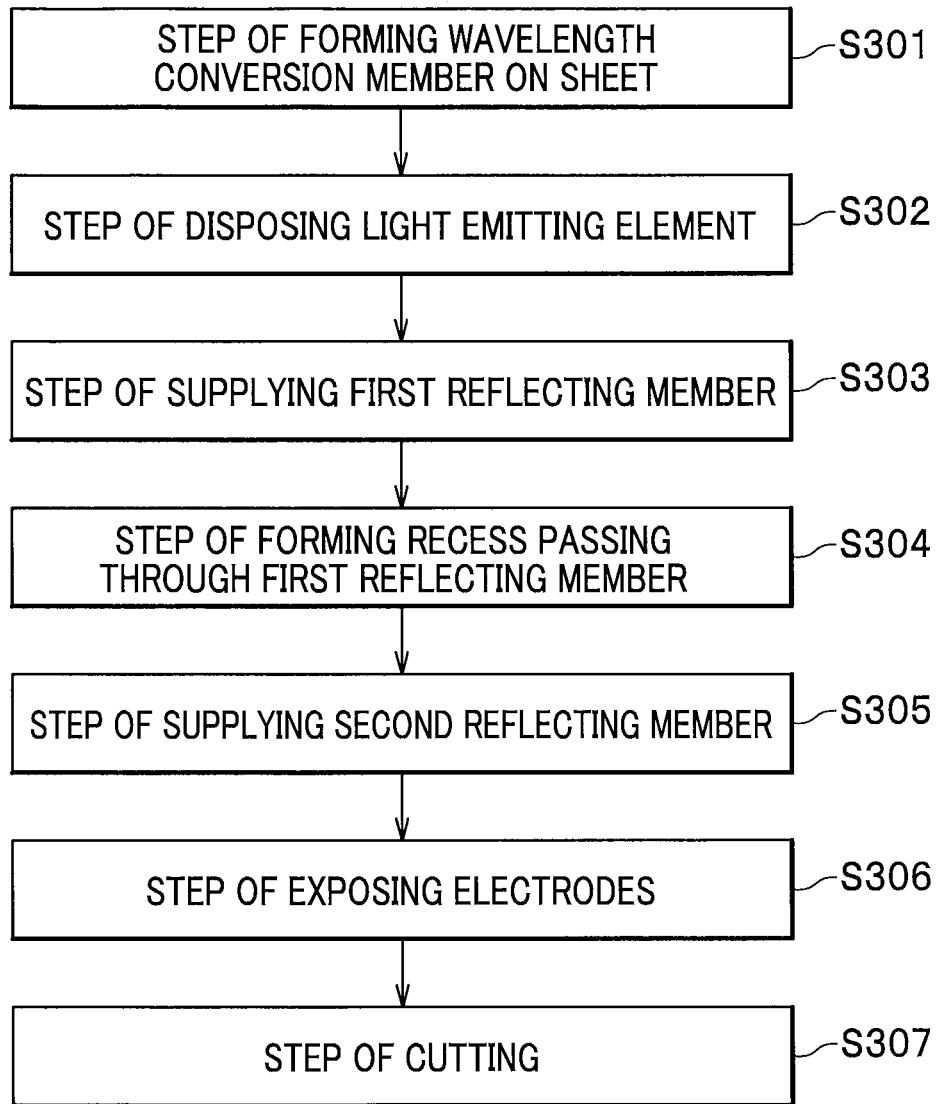 STEP OF FORMING WAVELENGTH
CONVERSION MEMBER ON SHEET
S301
STEP OF DISPOSING LIGHT EMITTING ELEMENT
S302
STEP OF SUPPLYING FIRST REFLECTING MEMBER
S303
STEP OF FORMING RECESS PASSING
THROUGH FIRST REFLECTING MEMBER
S304
STEP OF SUPPLYING SECOND REFLECTING MEMBER
S305
STEP OF EXPOSING ELECTRODES
S306
STEP OF CUTTING
S307